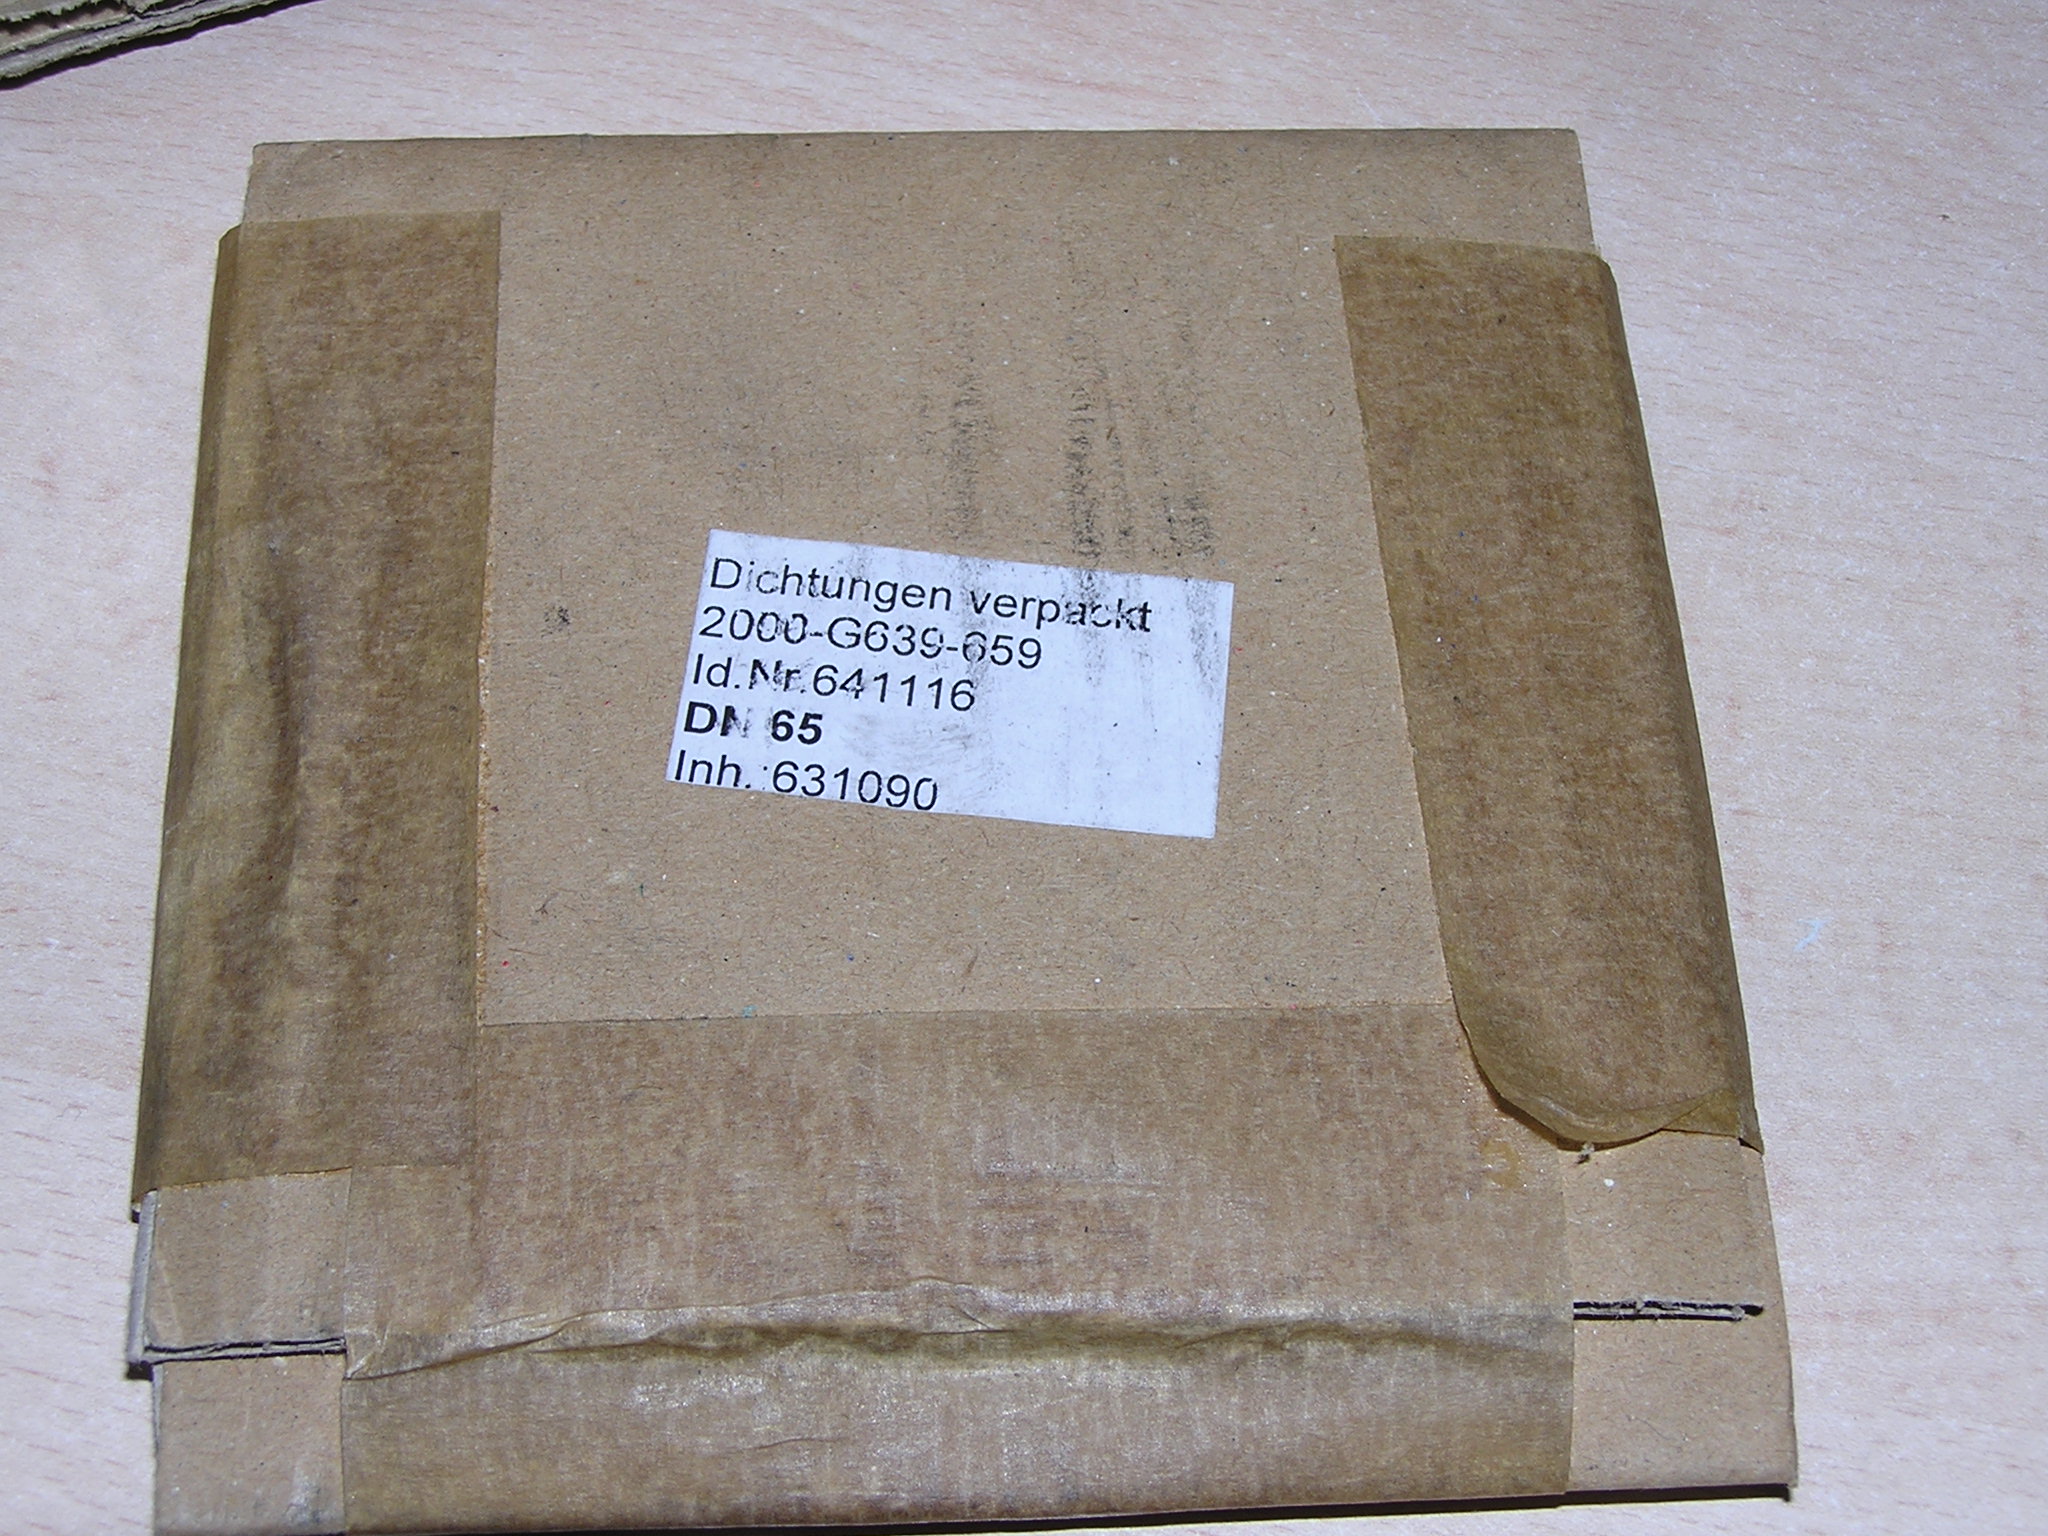 Dichtungen verpackt
2000-G639-659
Id.Nr.641116
DN 65
Inh. :631090